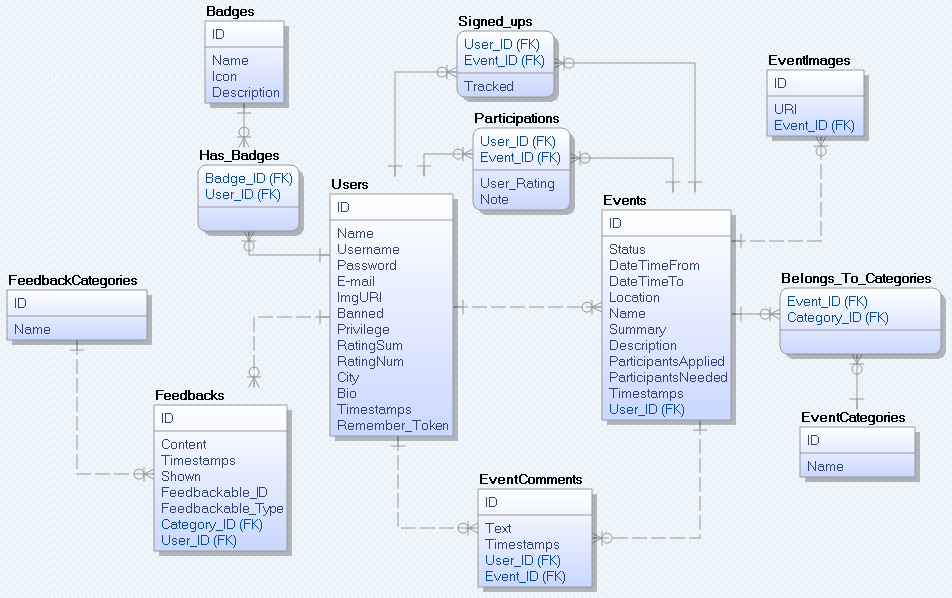 Badges
ID
Name
Icon
Description
Signed_ups
User_ID (FK)
Event_ID (FK)
Tracked
EventImages
ID
URI
Event_ID (FK)
Participations
User_ID (FK)
Event_ID (FK)
User_Rating
Note
Has_Badges
Badge_ID (FK)
User_ID (FK)
Users
ID
Name
Username
Password
E-mail
ImgURI
Banned
Privilege
RatingSum
RatingNum
City
Bio
Timestamps
Remember_Token
Events
ID
Status
DateTimeFrom
DateTimeTo
Location
Name
Summary
Description
ParticipantsApplied
ParticipantsNeeded
Timestamps
User_ID (FK)
FeedbackCategories
ID
Name
Belongs_To_Categories
Event_ID (FK)
Category_ID (FK)
Feedbacks
ID
Content
Timestamps
Shown
Feedbackable_ID
Feedbackable_Type
Category_ID (FK)
User_ID (FK)
EventCategories
ID
Name
EventComments
ID
Text
Timestamps
User_ID (FK)
Event_ID (FK)